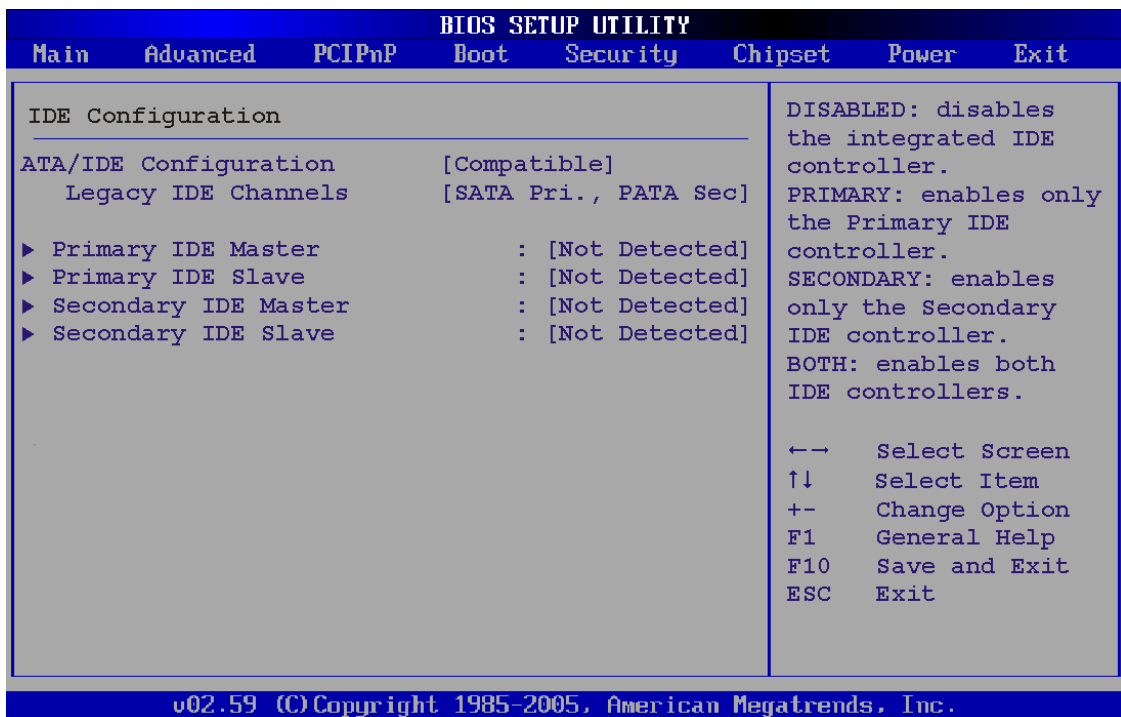 BIOS SETUP UTILITY
Main Advanced PCIPnP Boot Security Chipset Power Exit
IDE Configuration
ATA/IDE Configuration [Compatible]
Legacy IDE Channels [SATA Pri., PATA Sec]
▶ Primary IDE Master : [Not Detected]
▶ Primary IDE Slave : [Not Detected]
▶ Secondary IDE Master : [Not Detected]
▶ Secondary IDE Slave : [Not Detected]
DISABLED: disables
the integrated IDE
controller.
PRIMARY: enables only
the Primary IDE
controller.
SECONDARY: enables
only the Secondary
IDE controller.
BOTH: enables both
IDE controllers.
←→ Select Screen
↑↓ Select Item
+- Change Option
F1 General Help
F10 Save and Exit
ESC Exit
v02.59 (C)Copyright 1985-2005, American Megatrends, Inc.